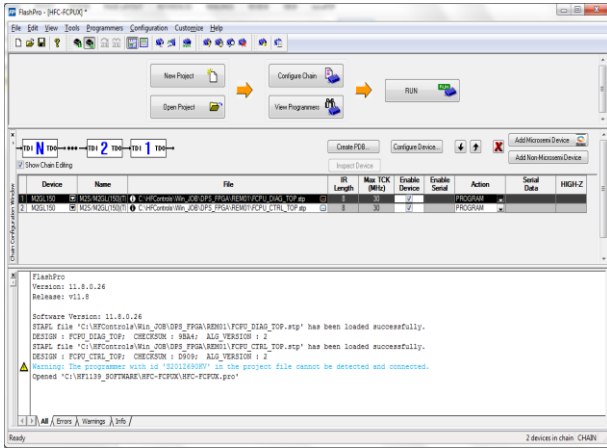 FlashPro - [HFC-FCPUX] *
File Edit View Tools Programmers Configuration Customize Help
New Project
Configure Chain
RUN
Open Project
View Programmers
TDI N TDO TDI 2 TDO TDI 1 TDO
Create PDB...
Configure Device...
Add Microsemi Device
Show Chain Editing
Inspect Device
Add Non-Microsemi Device
Device Name File IR Length Max TCK (MHz) Enable Device Enable Serial Action Serial Data HIGH-Z
1 M2GL150 M2S/M2GL(150)(T) C:\HFControls\Win_JOB\DPS_FPGA\REM01\FCPU_DIAG_TOP.stp 8 30 PROGRAM
2 M2GL150 M2S/M2GL(150)(T) C:\HFControls\Win_JOB\DPS_FPGA\REM01\FCPU_CTRL_TOP.stp 8 30 PROGRAM
Chain Configuration Window
FlashPro
Version: 11.8.0.26
Release: v11.8
Software Version: 11.8.0.26
STAPL file 'C:\HFControls\Win_JOB\DPS_FPGA\REM01\FCPU_DIAG_TOP.stp' has been loaded successfully.
DESIGN : FCPU_DIAG_TOP; CHECKSUM : 9BA4; ALG_VERSION : 2
STAPL file 'C:\HFControls\Win_JOB\DPS_FPGA\REM01\FCPU_CTRL_TOP.stp' has been loaded successfully.
DESIGN : FCPU_CTRL_TOP; CHECKSUM : D909; ALG_VERSION : 2
Warning: The programmer with id 'S201Z690KV' in the project file cannot be detected and connected.
Opened 'C:\HF1139_SOFTWARE\HFC-FCPUX\HFC-FCPUX.pro'
All Errors Warnings Info
Ready
2 devices in chain CHAIN